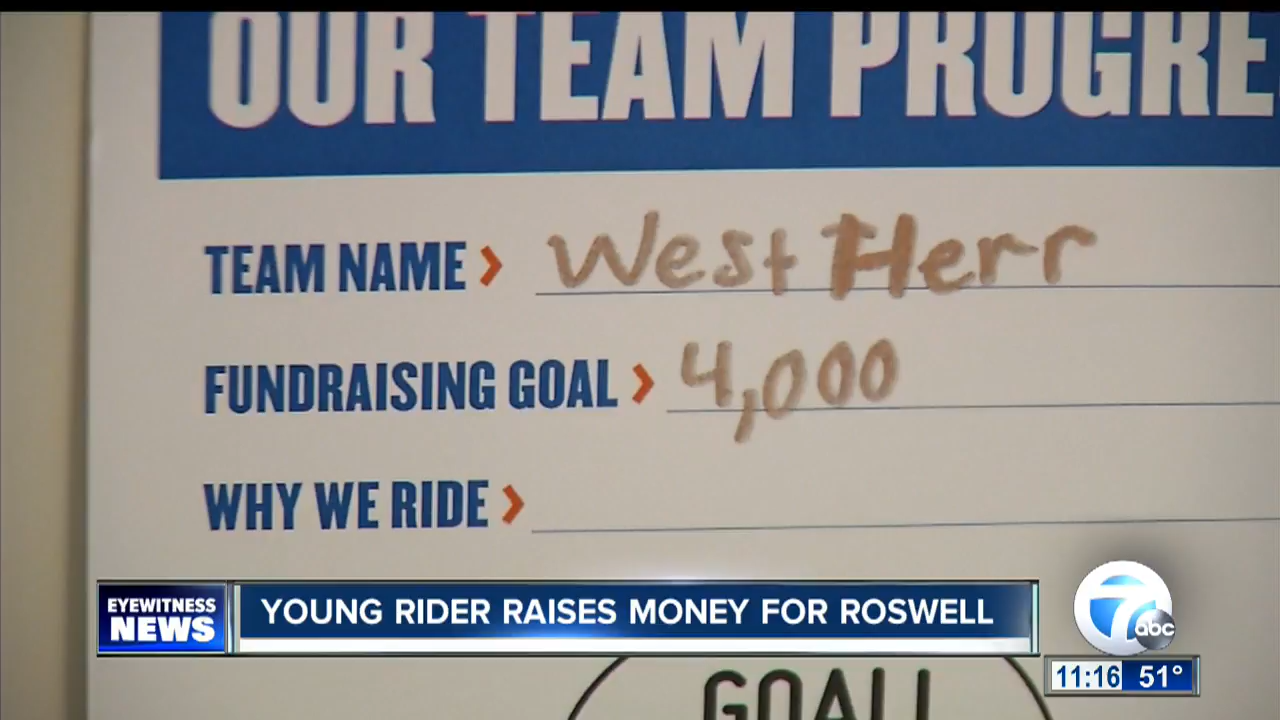 OUR TEAM PROGRE
TEAM NAME > West Herr
FUNDRAISING GOAL > 4,000
WHY WE RIDE >
EYEWITNESS
NEWS
YOUNG RIDER RAISES MONEY FOR ROSWELL
7
abc
11:16 51°
GOAL!